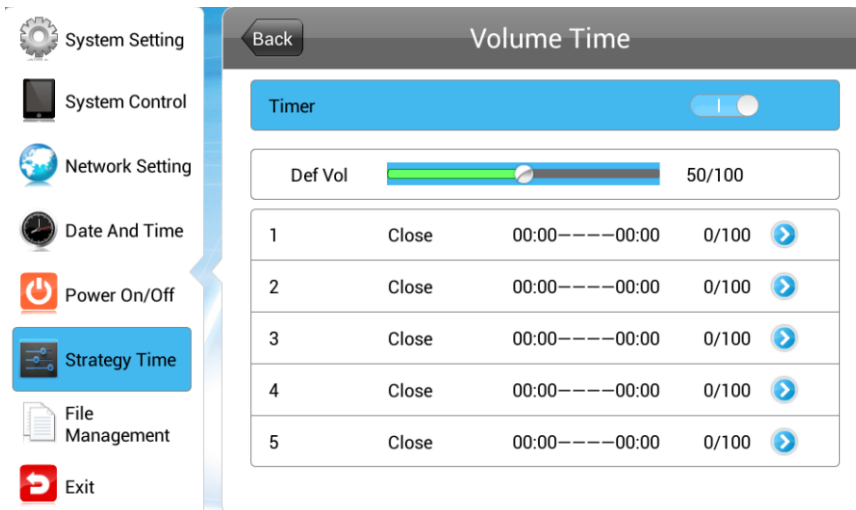 System Setting
System Control
Network Setting
Date And Time
Power On/Off
Strategy Time
File
Management
Exit
Back
Volume Time
Timer
Def Vol 50/100
1 Close 00:00−−−−00:00 0/100
2 Close 00:00−−−−00:00 0/100
3 Close 00:00−−−−00:00 0/100
4 Close 00:00−−−−00:00 0/100
5 Close 00:00−−−−00:00 0/100